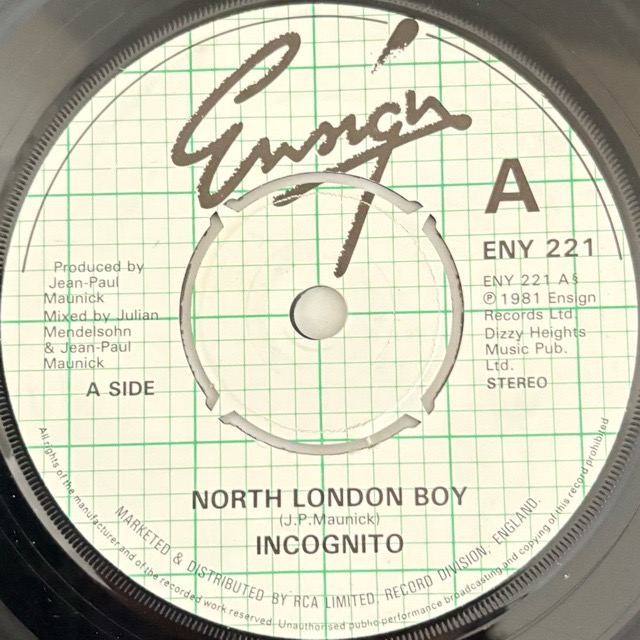 Ensign
A
ENY 221
ENY 221 A§
Ⓟ 1981 Ensign
Records Ltd
Dizzy Heights
Music Pub.
Ltd.
STEREO
Produced by
Jean-Paul
Maunick
Mixed by Julian
Mendelsohn
& Jean-Paul
Maunick
A SIDE
NORTH LONDON BOY
(J.P.Maunick)
INCOGNITO
MARKETED & DISTRIBUTED BY RCA LIMITED, RECORD DIVISION, ENGLAND.
All rights of the manufacturer and of the owner of the recorded work reserved. Unauthorised public performance broadcasting and copying of this record prohibited